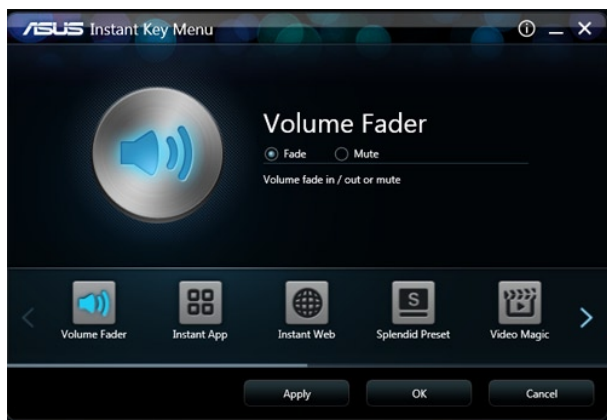 ASUS Instant Key Menu
Volume Fader
Fade Mute
Volume fade in / out or mute
S
Volume Fader Instant App Instant Web Splendid Preset Video Magic
Apply OK Cancel